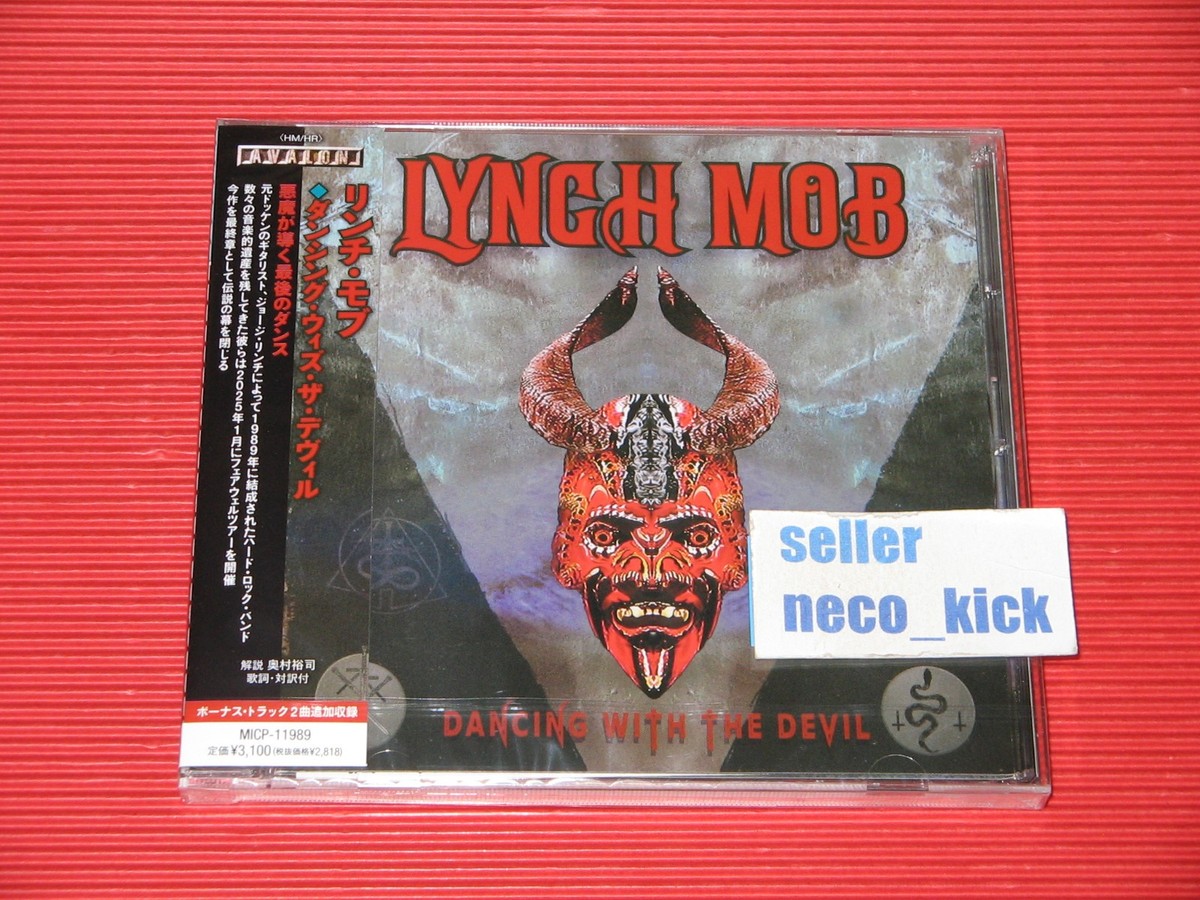 〈HM/HR〉
AVALON
リンチ・モブ
◆ダンシング・ウィズ・ザ・デヴィル
悪魔が導く最後のダンス
元ドッケンのギタリスト、ジョージ・リンチによって1989年に結成されたハード・ロック・バンド
数々の音楽的遺産を残してきた彼らは2025年1月にフェアウェルツアーを開催
今作を最終章として伝説の幕を閉じる
解説 奥村裕司
歌詞・対訳付
ボーナス・トラック2曲追加収録
MICP-11989
定価¥3,100(税抜価格¥2,818)
LYNCH MOB
DANCING WITH THE DEVIL
seller
neco_kick